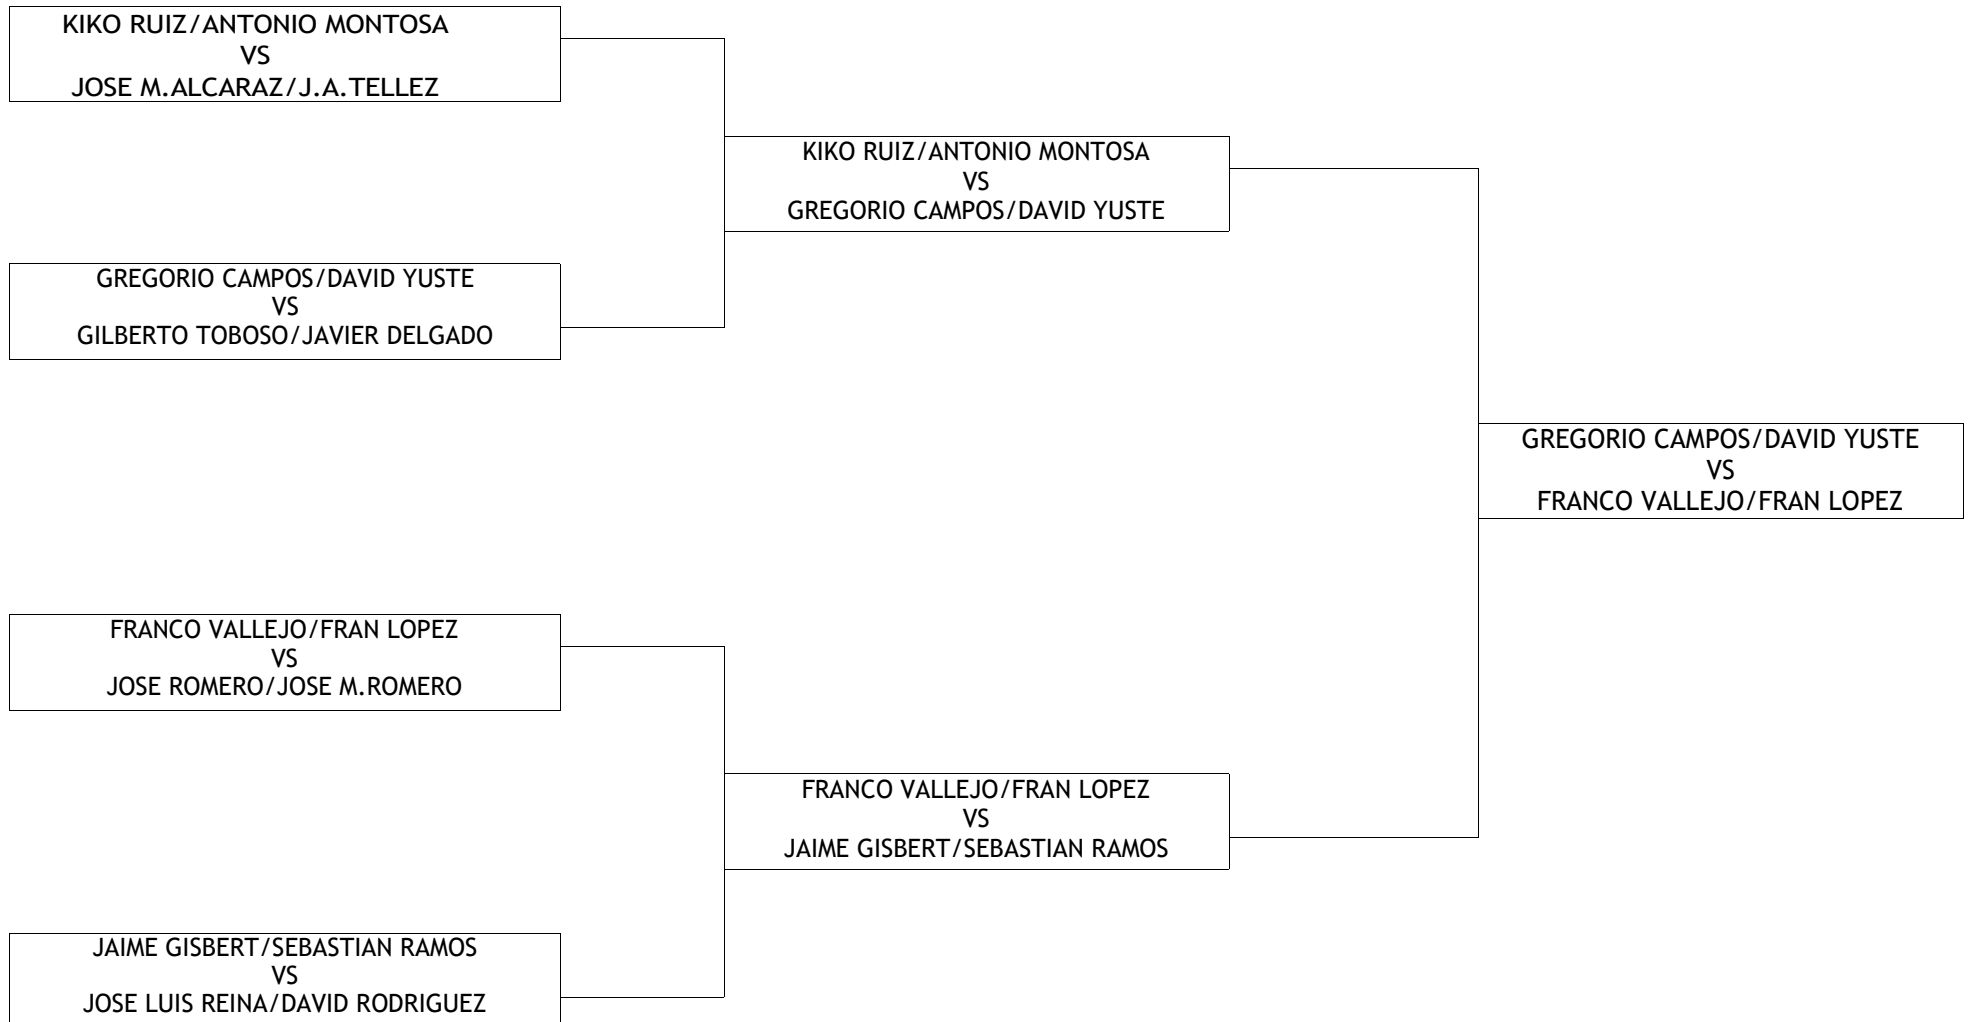 KIKO RUIZ/ANTONIO MONTOSA
VS
JOSE M.ALCARAZ/J.A.TELLEZ
KIKO RUIZ/ANTONIO MONTOSA
VS
GREGORIO CAMPOS/DAVID YUSTE
GREGORIO CAMPOS/DAVID YUSTE
VS
GILBERTO TOBOSO/JAVIER DELGADO
GREGORIO CAMPOS/DAVID YUSTE
VS
FRANCO VALLEJO/FRAN LOPEZ
FRANCO VALLEJO/FRAN LOPEZ
VS
JOSE ROMERO/JOSE M.ROMERO
FRANCO VALLEJO/FRAN LOPEZ
VS
JAIME GISBERT/SEBASTIAN RAMOS
JAIME GISBERT/SEBASTIAN RAMOS
VS
JOSE LUIS REINA/DAVID RODRIGUEZ